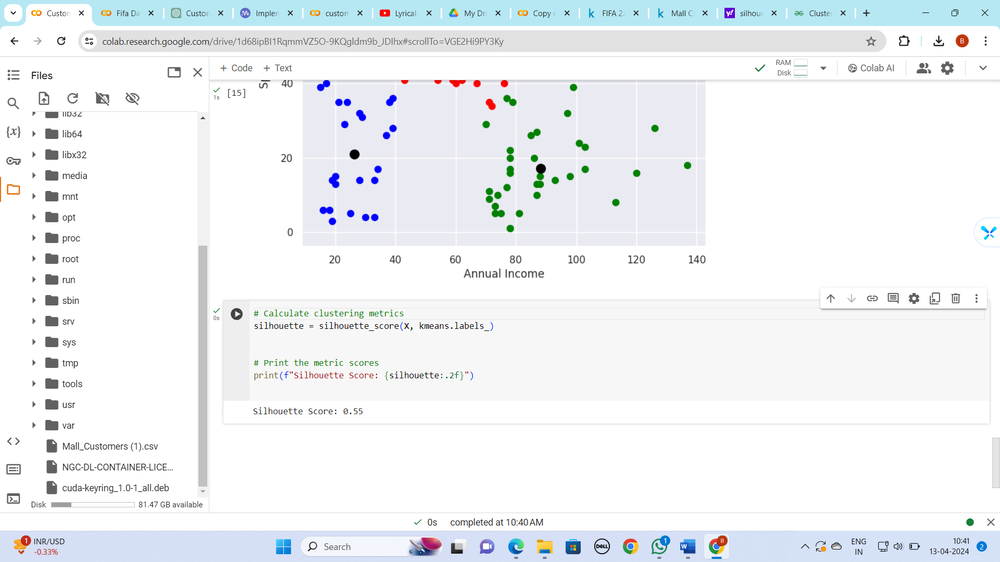 Custon
Fifa Da
Custon
Implen
custom
Lyrical
My Dri
Copy c
FIFA 22
Mall C
silhoue
Cluster
colab.research.google.com/drive/1d68ipBI1RqmmVZ5O-9KQgldm9b_JDIhx#scrollTo=VGE2Hi9PY3Ky
B
Files
+ Code + Text
RAM
Disk
Colab AI
{x}
lib32
lib64
libx32
media
mnt
opt
proc
root
run
sbin
srv
sys
tmp
tools
usr
var
Mall_Customers (1).csv
NGC-DL-CONTAINER-LICE...
cuda-keyring_1.0-1_all.deb
Disk 81.47 GB available
1s
[15]
40
20
0
20 40 60 80 100 120 140
Annual Income
0s
# Calculate clustering metrics
silhouette = silhouette_score(X, kmeans.labels_)
# Print the metric scores
print(f"Silhouette Score: {silhouette:.2f}")
Silhouette Score: 0.55
0s completed at 10:40 AM
1
INR/USD
-0.33%
Search
DELL
1
B
ENG
IN
10:41
13-04-2024
2